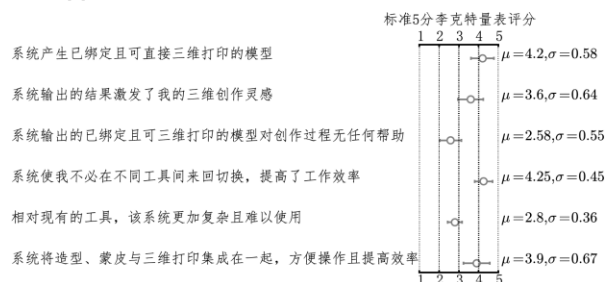 标准5分李克特量表评分
1 2 3 4 5
系统产生已绑定且可直接三维打印的模型 μ=4.2,σ=0.58
系统输出的结果激发了我的三维创作灵感 μ=3.6,σ=0.64
系统输出的已绑定且可三维打印的模型对创作过程无任何帮助 μ=2.58,σ=0.55
系统使我不必在不同工具间来回切换，提高了工作效率 μ=4.25,σ=0.45
相对现有的工具，该系统更加复杂且难以使用 μ=2.8,σ=0.36
系统将造型、蒙皮与三维打印集成在一起，方便操作且提高效率 μ=3.9,σ=0.67
1 2 3 4 5